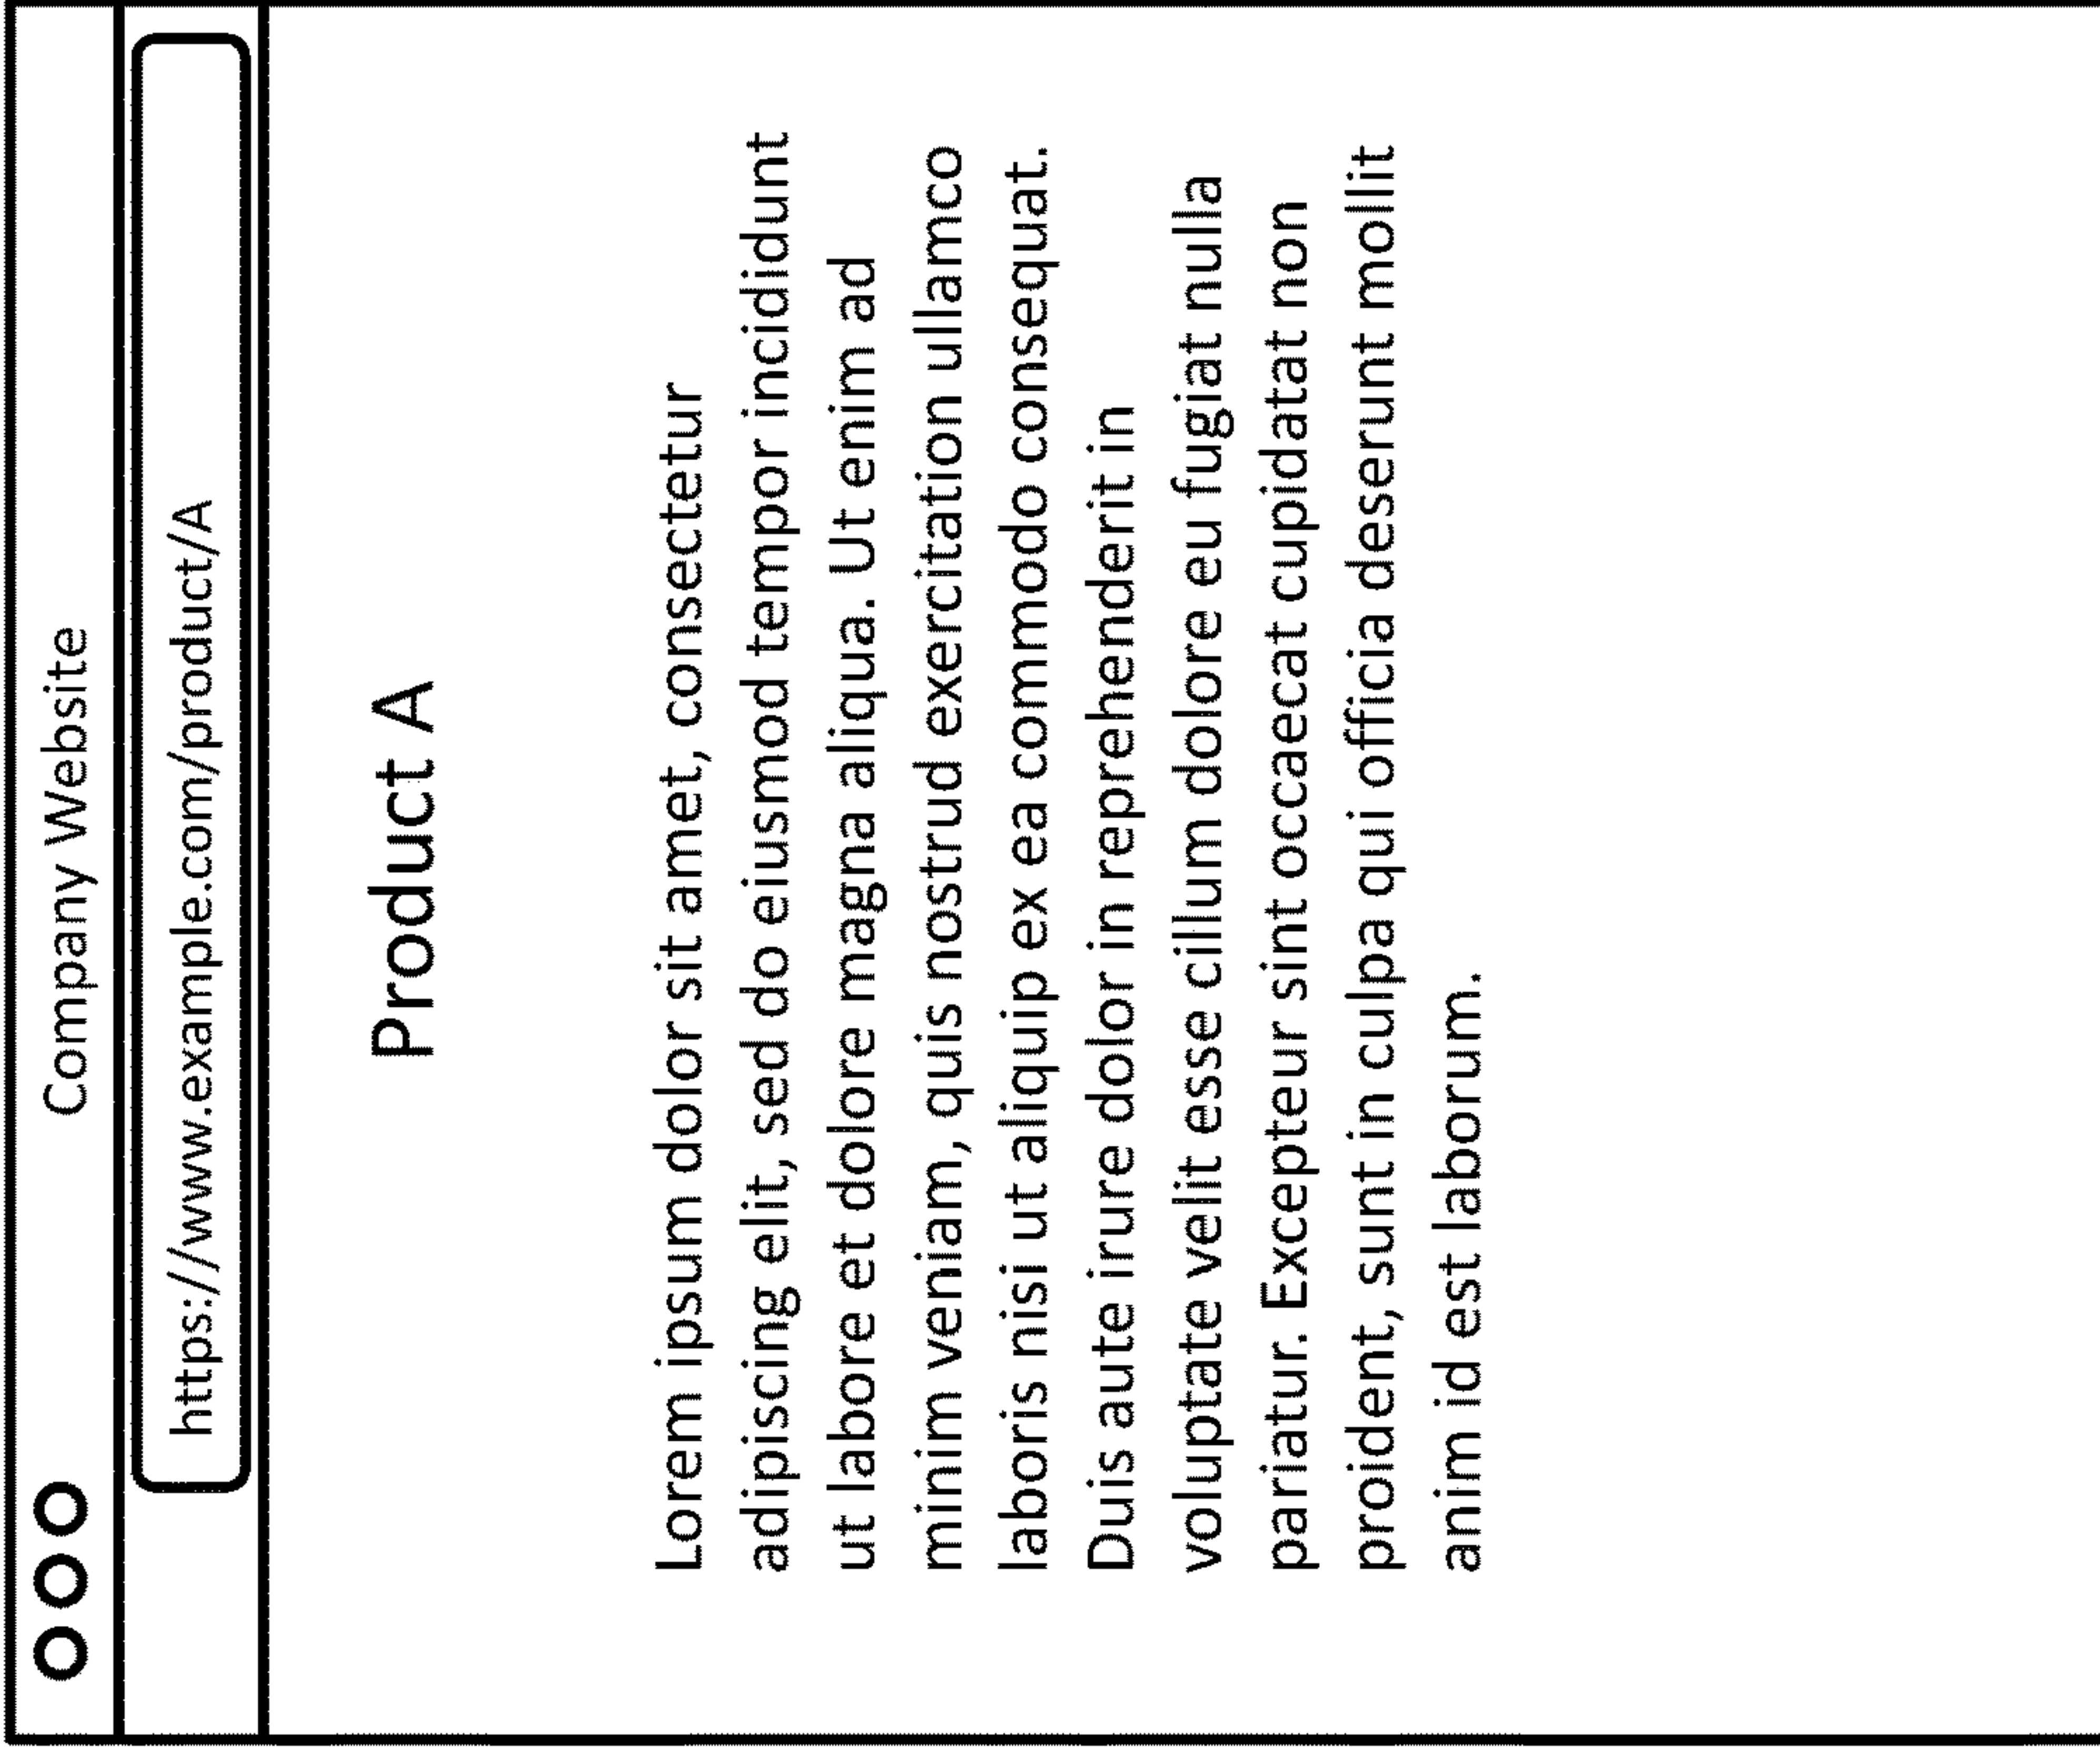 Company Website
https://www.example.com/product/A
Product A
Lorem ipsum dolor sit amet, consectetur
adipiscing elit, sed do eiusmod tempor incididunt
ut labore et dolore magna aliqua. Ut enim ad
minim veniam, quis nostrud exercitation ullamco
laboris nisi ut aliquip ex ea commodo consequat.
Duis aute irure dolor in reprehenderit in
voluptate velit esse cillum dolore eu fugiat nulla
pariatur. Excepteur sint occaecat cupidatat non
proident, sunt in culpa qui officia deserunt mollit
anim id est laborum.